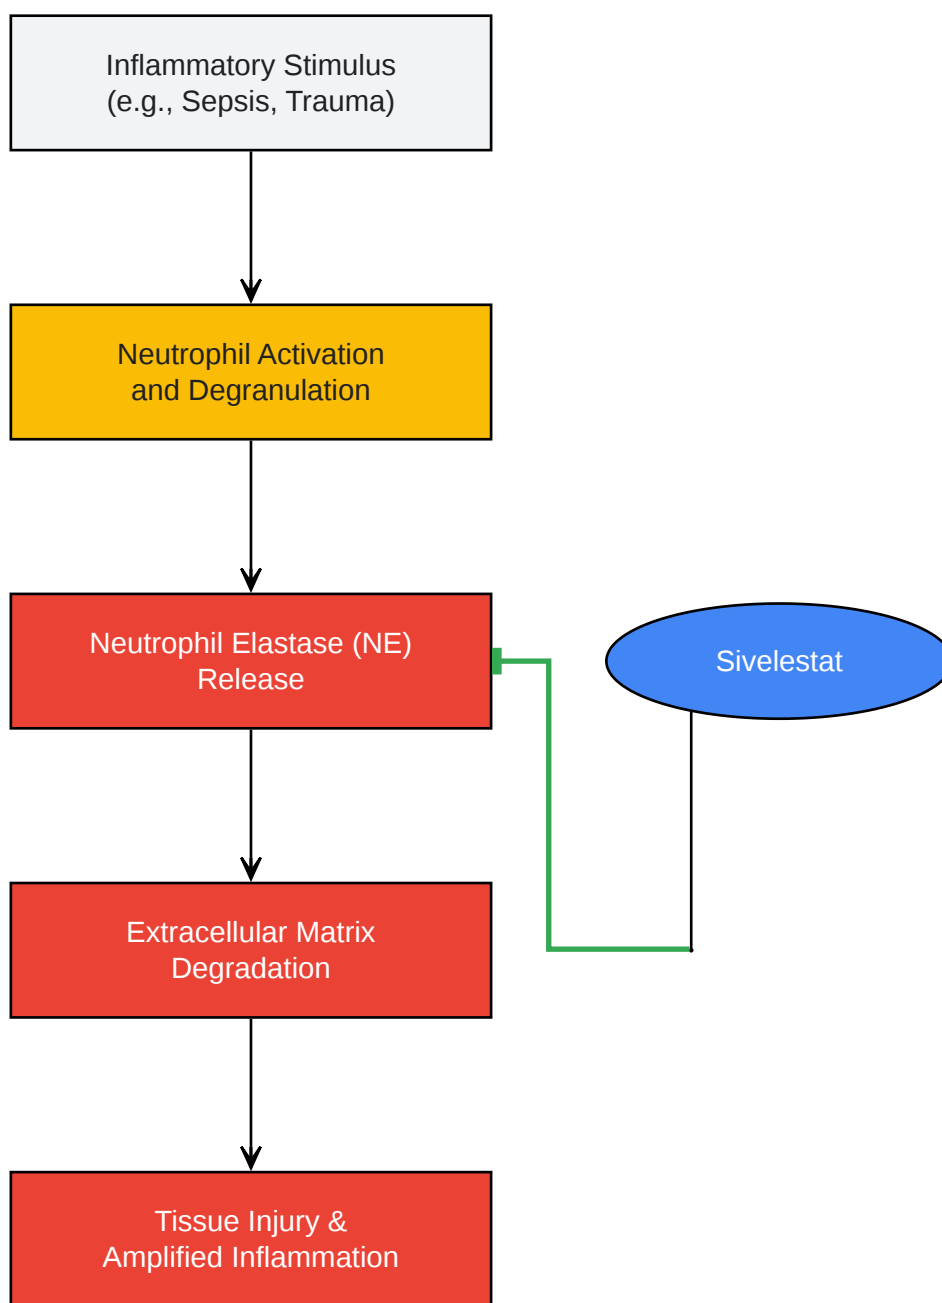 Inflammatory Stimulus
(e.g., Sepsis, Trauma)
Neutrophil Activation
and Degranulation
Neutrophil Elastase (NE)
Release
Sivelestat
Extracellular Matrix
Degradation
Tissue Injury &
Amplified Inflammation